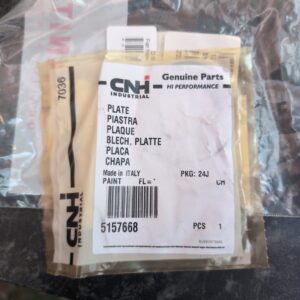 7036
CNH
INDUSTRIAL
Genuine Parts
HI PERFORMANCE
PLATE
PIASTRA
PLAQUE
BLECH, PLATTE
PLACA
CHAPA
Made in ITALY
PKG: 24J
PAINT
CH
5157668
PCS 1
CNH
INDUSTRIAL